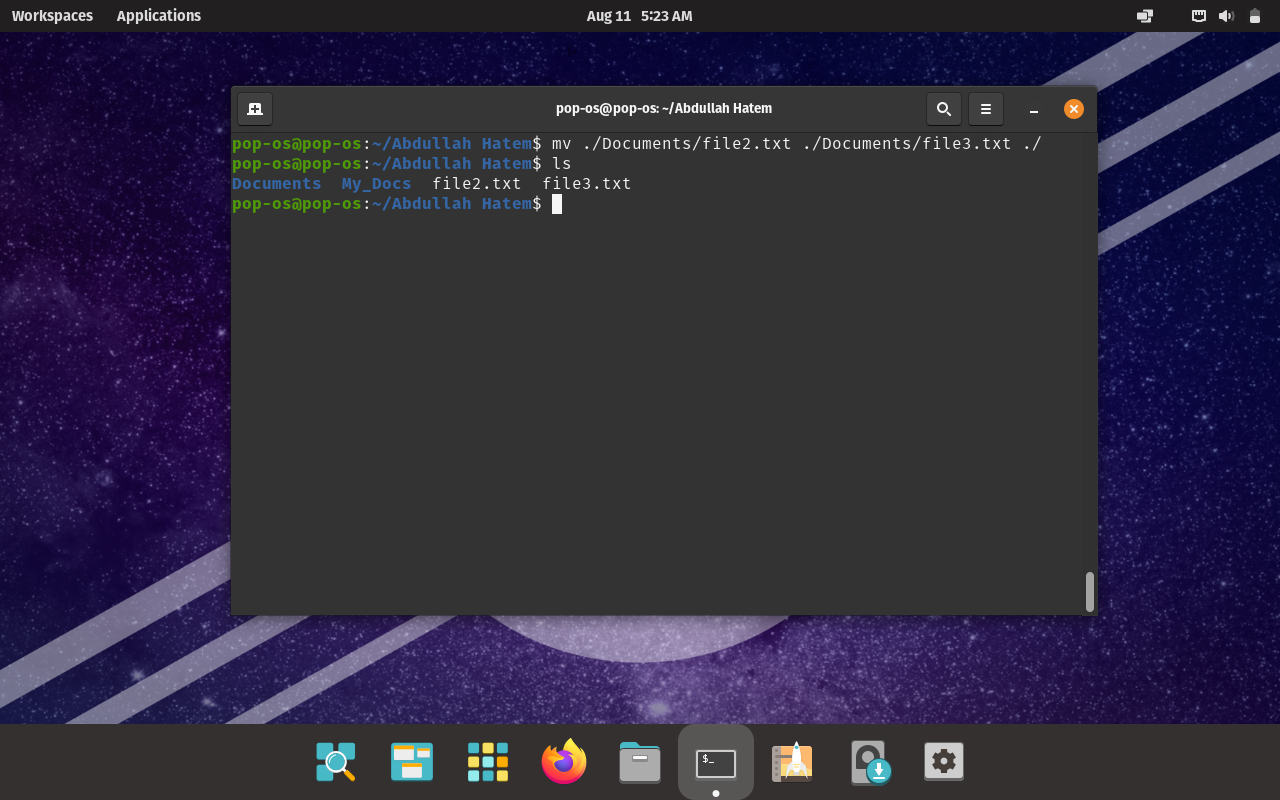 Workspaces Applications Aug 11 5:23 AM
pop-os@pop-os: ~/Abdullah Hatem
pop-os@pop-os:~/Abdullah Hatem$ mv ./Documents/file2.txt ./Documents/file3.txt ./
pop-os@pop-os:~/Abdullah Hatem$ ls
Documents My_Docs file2.txt file3.txt
pop-os@pop-os:~/Abdullah Hatem$
$_